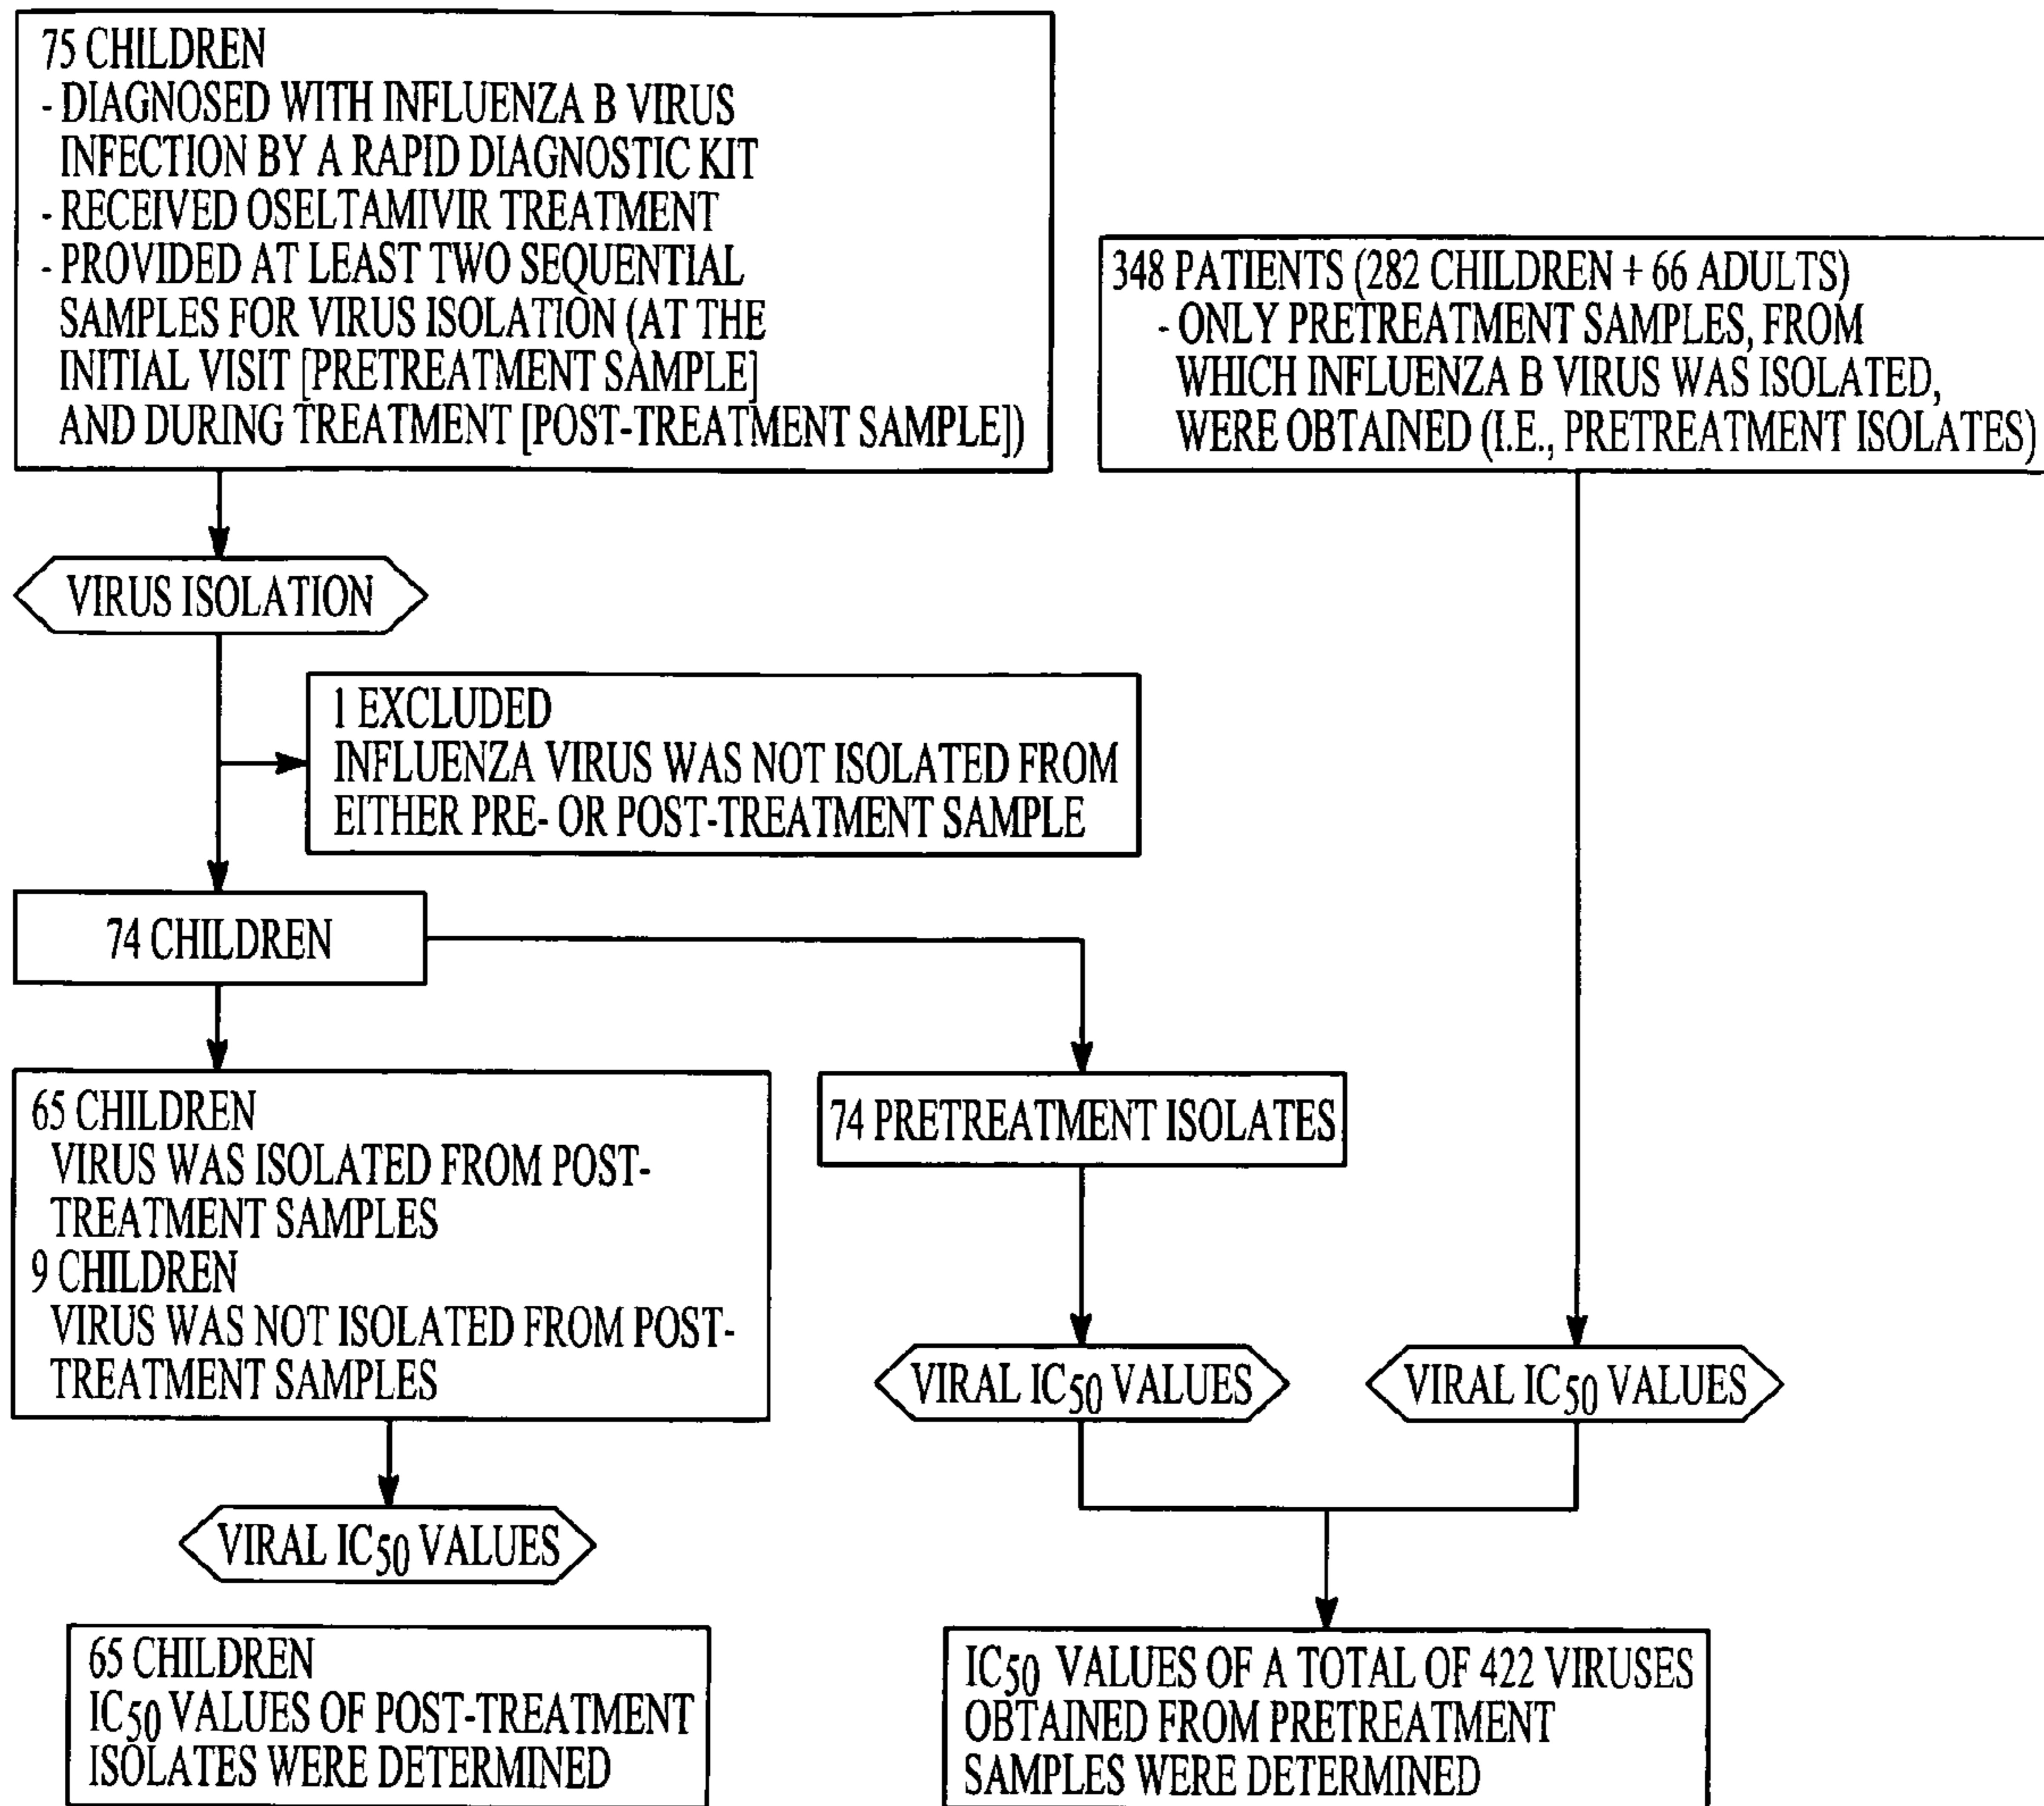 75 CHILDREN
- DIAGNOSED WITH INFLUENZA B VIRUS
INFECTION BY A RAPID DIAGNOSTIC KIT
- RECEIVED OSELTAMIVIR TREATMENT
- PROVIDED AT LEAST TWO SEQUENTIAL
SAMPLES FOR VIRUS ISOLATION (AT THE
INITIAL VISIT [PRETREATMENT SAMPLE]
AND DURING TREATMENT [POST-TREATMENT SAMPLE])
348 PATIENTS (282 CHILDREN + 66 ADULTS)
- ONLY PRETREATMENT SAMPLES, FROM
WHICH INFLUENZA B VIRUS WAS ISOLATED,
WERE OBTAINED (I.E., PRETREATMENT ISOLATES)
VIRUS ISOLATION
1 EXCLUDED
INFLUENZA VIRUS WAS NOT ISOLATED FROM
EITHER PRE- OR POST-TREATMENT SAMPLE
74 CHILDREN
65 CHILDREN
VIRUS WAS ISOLATED FROM POST-
TREATMENT SAMPLES
9 CHILDREN
VIRUS WAS NOT ISOLATED FROM POST-
TREATMENT SAMPLES
74 PRETREATMENT ISOLATES
VIRAL IC50 VALUES
VIRAL IC50 VALUES
VIRAL IC50 VALUES
65 CHILDREN
IC50 VALUES OF POST-TREATMENT
ISOLATES WERE DETERMINED
IC50 VALUES OF A TOTAL OF 422 VIRUSES
OBTAINED FROM PRETREATMENT
SAMPLES WERE DETERMINED